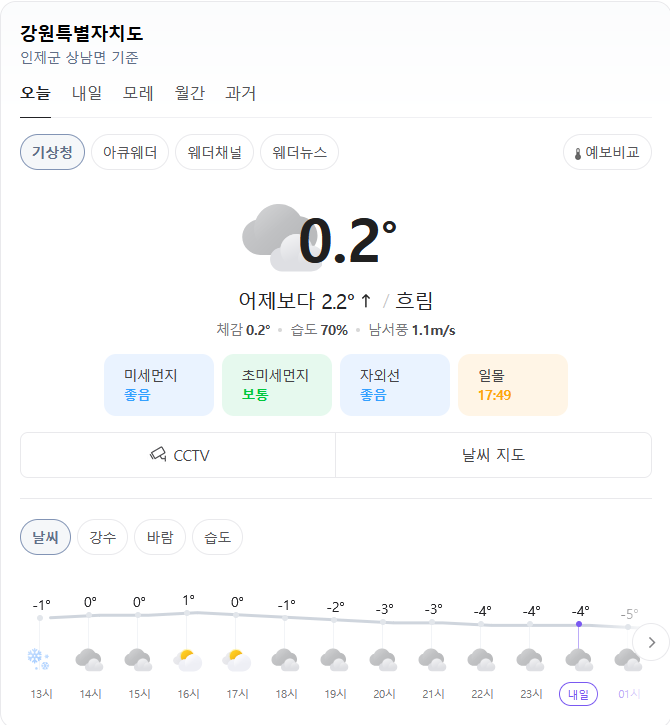 강원특별자치도
인제군 상남면 기준
오늘 내일 모레 월간 과거
기상청 아큐웨더 웨더채널 웨더뉴스 예보비교
0.2°
어제보다 2.2° ↑ / 흐림
체감 0.2° • 습도 70% • 남서풍 1.1m/s
미세먼지 초미세먼지 자외선 일몰
좋음 보통 좋음 17:49
CCTV 날씨 지도
날씨 강수 바람 습도
-1° 0° 0° 1° 0° -1° -2° -3° -3° -4° -4° -4° -5°
13시 14시 15시 16시 17시 18시 19시 20시 21시 22시 23시 내일 01시